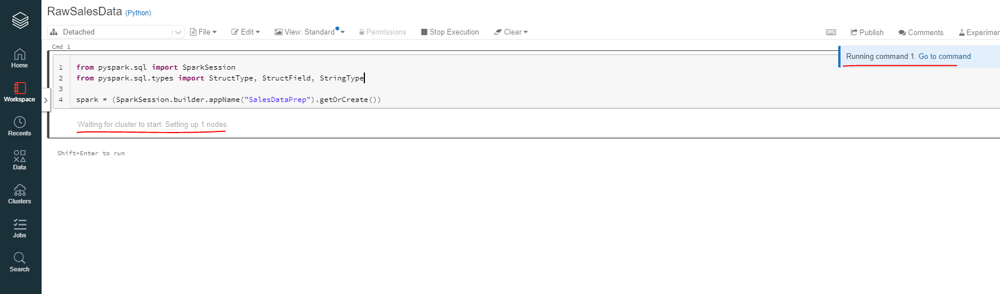 RawSalesData (Python)
Detached File Edit View: Standard Permissions Stop Execution Clear Publish Comments Experimen
Cmd 1
Running command 1. Go to command
1 from pyspark.sql import SparkSession
2 from pyspark.sql.types import StructType, StructField, StringType
3
4 spark = (SparkSession.builder.appName("SalesDataPrep").getOrCreate())
Waiting for cluster to start: Setting up 1 nodes.
Shift+Enter to run
Home
Workspace
Recents
Data
Clusters
Jobs
Search